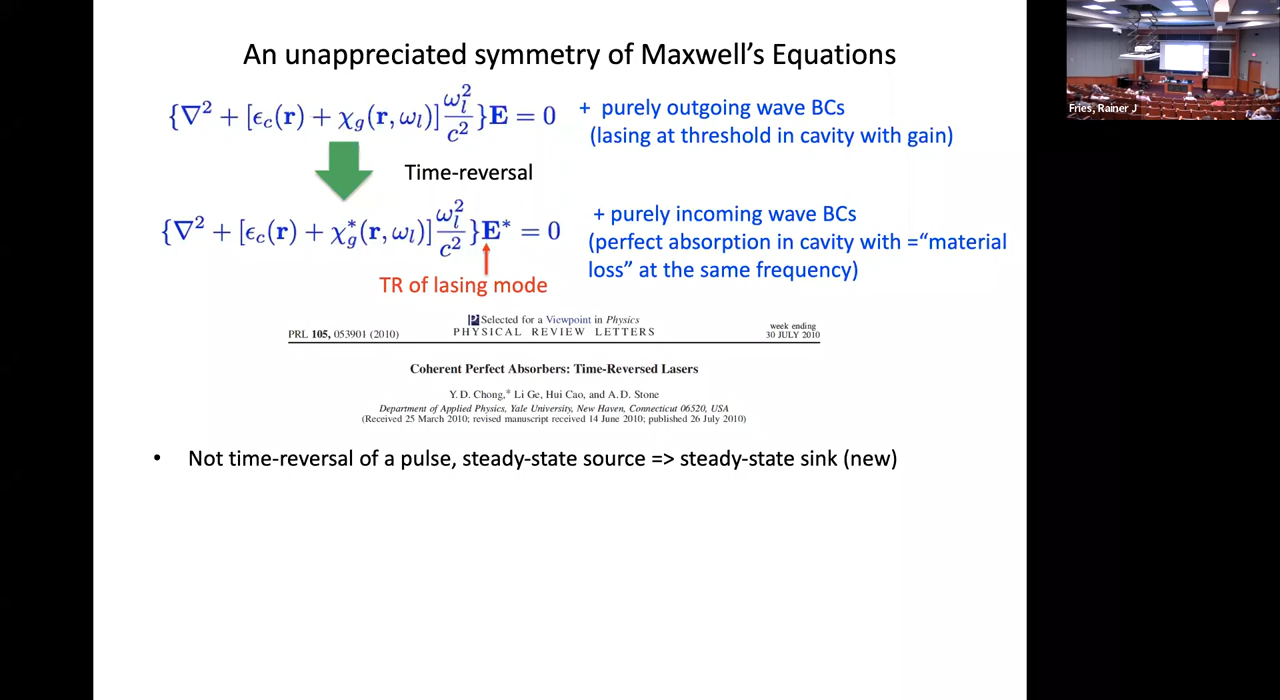 An unappreciated symmetry of Maxwell's Equations
{∇² + [ϵ_c(r) + χ_g(r, ω_l)] ω_l²/c²}E = 0
+ purely outgoing wave BCs
(lasing at threshold in cavity with gain)
Time-reversal
{∇² + [ϵ_c(r) + χ_g*(r, ω_l)] ω_l²/c²}E* = 0
+ purely incoming wave BCs
(perfect absorption in cavity with =“material
loss” at the same frequency)
TR of lasing mode
Selected for a Viewpoint in Physics
PRL 105, 053901 (2010)
PHYSICAL REVIEW LETTERS
week ending
30 JULY 2010
Coherent Perfect Absorbers: Time-Reversed Lasers
Y. D. Chong,* Li Ge, Hui Cao, and A. D. Stone
Department of Applied Physics, Yale University, New Haven, Connecticut 06520, USA
(Received 25 March 2010; revised manuscript received 14 June 2010; published 26 July 2010)
• Not time-reversal of a pulse, steady-state source => steady-state sink (new)
Fries, Rainer J